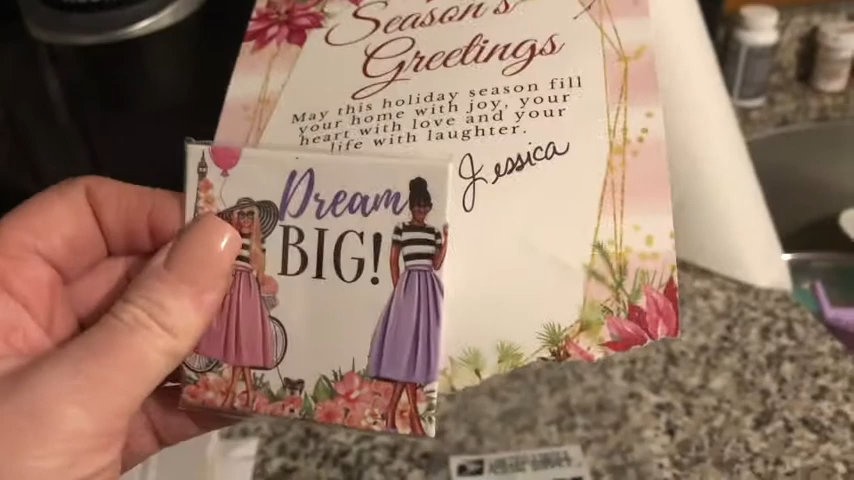 Season's
Greetings
May this holiday season fill
your home with joy, your
heart with love and your
life with laughter.
Jessica
Dream
BIG!